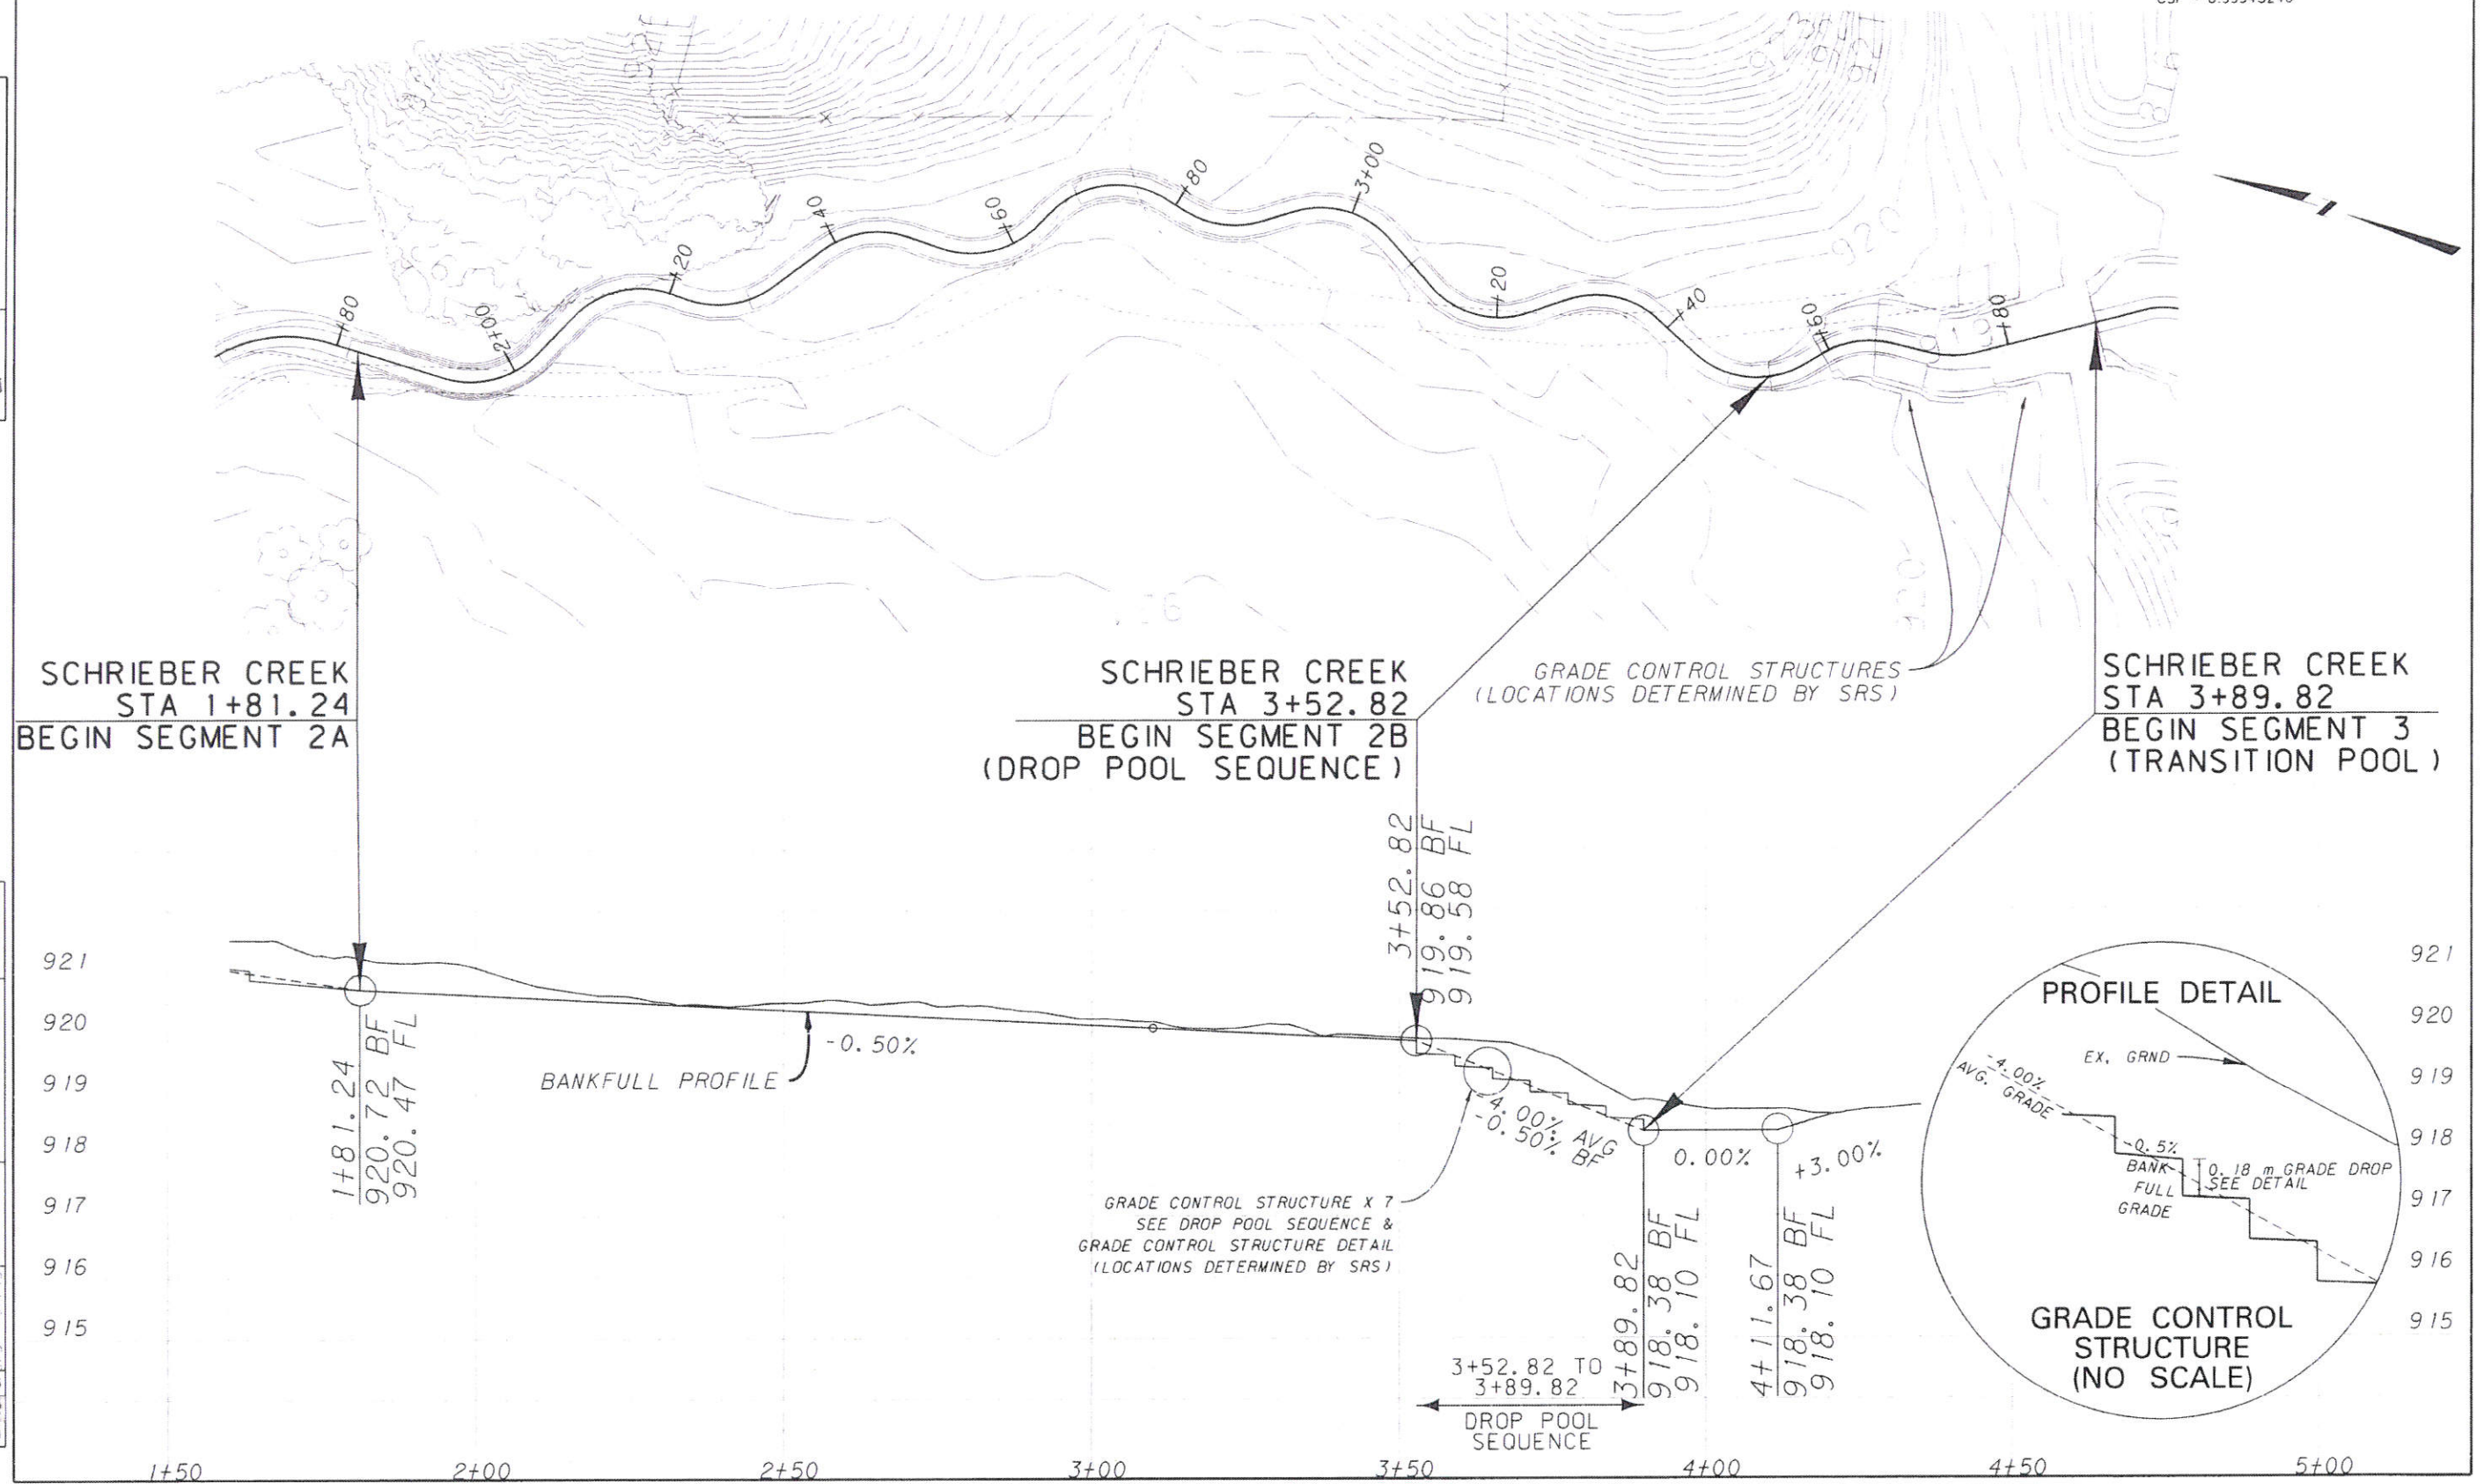 +80
2+00
+20
+40
+60
+80
3+00
+20
+40
+60
+80
920
920
SCHRIEBER CREEK
STA 1+81.24
BEGIN SEGMENT 2A
SCHRIEBER CREEK
STA 3+52.82
BEGIN SEGMENT 2B
(DROP POOL SEQUENCE)
GRADE CONTROL STRUCTURES
(LOCATIONS DETERMINED BY SRS)
SCHRIEBER CREEK
STA 3+89.82
BEGIN SEGMENT 3
(TRANSITION POOL)
3+52.82
919.86 BF
919.58 FL
921
920
919
918
917
916
915
1+81.24
920.72 BF
920.47 FL
BANKFULL PROFILE
-0.50%
-4.00% AVG
-0.50% BF
0.00%
+3.00%
GRADE CONTROL STRUCTURE X 7
SEE DROP POOL SEQUENCE &
GRADE CONTROL STRUCTURE DETAIL
(LOCATIONS DETERMINED BY SRS)
3+89.82
918.38 BF
918.10 FL
4+11.67
918.38 BF
918.10 FL
3+52.82 TO
3+89.82
DROP POOL
SEQUENCE
PROFILE DETAIL
EX. GRND
-4.00%
AVG. GRADE
-0.5%
BANK
FULL
GRADE
0.18 m GRADE DROP
SEE DETAIL
GRADE CONTROL
STRUCTURE
(NO SCALE)
921
920
919
918
917
916
915
1+50
2+00
2+50
3+00
3+50
4+00
4+50
5+00